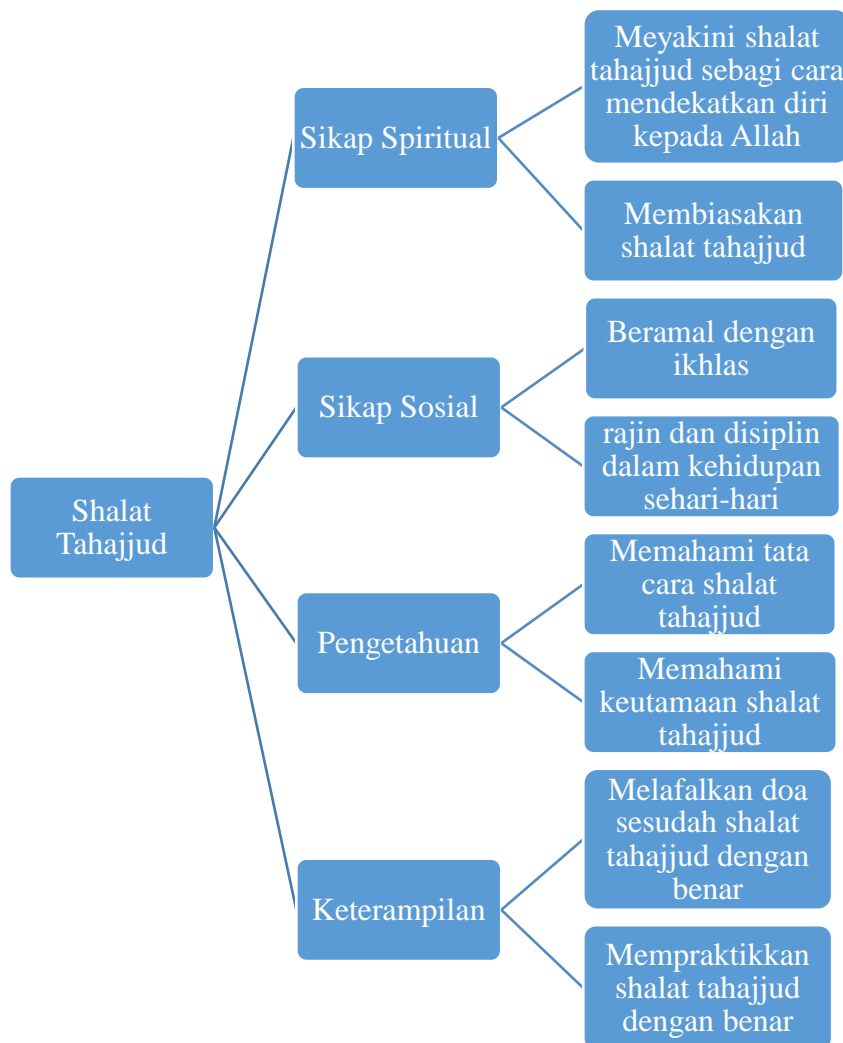 Shalat
Tahajjud
Sikap Spiritual
Meyakini shalat
tahajjud sebagi cara
mendekatkan diri
kepada Allah
Membiasakan
shalat tahajjud
Sikap Sosial
Beramal dengan
ikhlas
rajin dan disiplin
dalam kehidupan
sehari-hari
Pengetahuan
Memahami tata
cara shalat
tahajjud
Memahami
keutamaan shalat
tahajjud
Keterampilan
Melafalkan doa
sesudah shalat
tahajjud dengan
benar
Mempraktikkan
shalat tahajjud
dengan benar